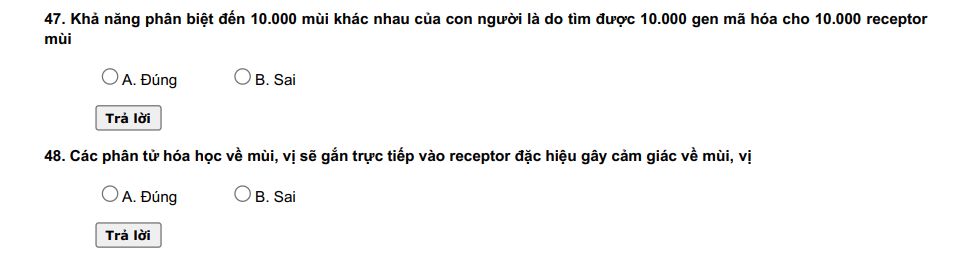 47. Khả năng phân biệt đến 10.000 mùi khác nhau của con người là do tìm được 10.000 gen mã hóa cho 10.000 receptor
mùi
A. Đúng B. Sai
Trả lời
48. Các phân tử hóa học về mùi, vị sẽ gắn trực tiếp vào receptor đặc hiệu gây cảm giác về mùi, vị
A. Đúng B. Sai
Trả lời